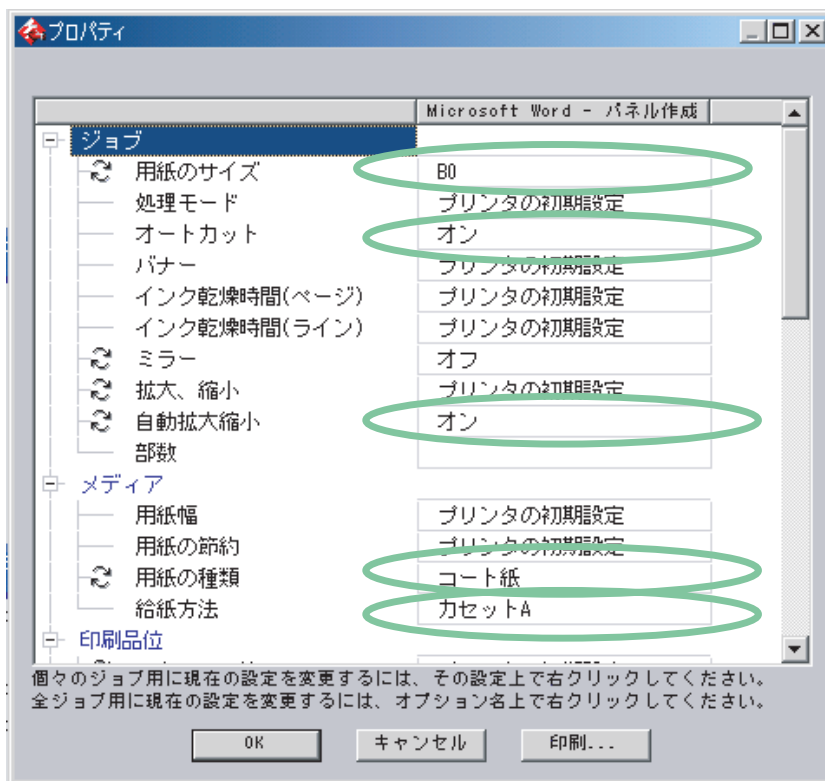 プロパティ
Microsoft Word - パネル作成
ジョブ
用紙のサイズ B0
処理モード プリンタの初期設定
オートカット オン
バナー プリンタの初期設定
インク乾燥時間(ページ) プリンタの初期設定
インク乾燥時間(ライン) プリンタの初期設定
ミラー オフ
拡大、縮小 プリンタの初期設定
自動拡大縮小 オン
部数
メディア
用紙幅 プリンタの初期設定
用紙の節約 プリンタの初期設定
用紙の種類 コート紙
給紙方法 カセットA
印刷品位
個々のジョブ用に現在の設定を変更するには、その設定上で右クリックしてください。
全ジョブ用に現在の設定を変更するには、オプション名上で右クリックしてください。
OK キャンセル 印刷...